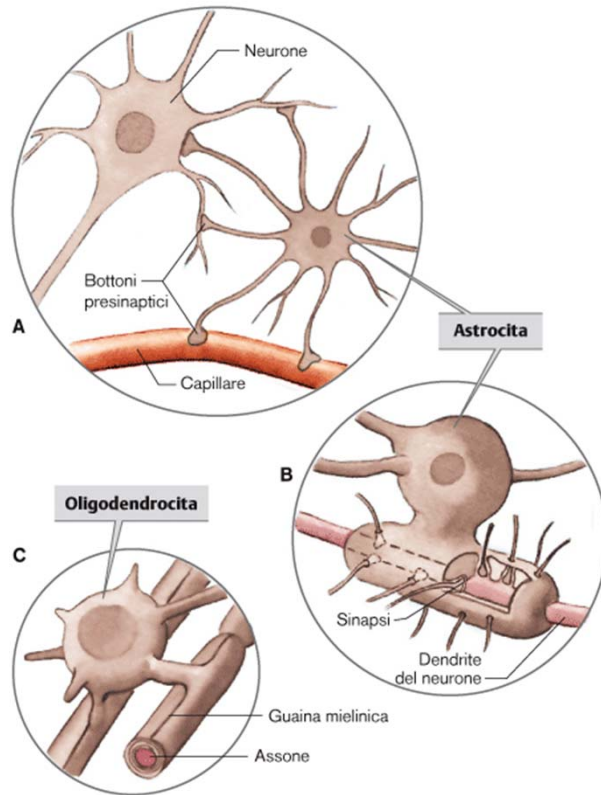 Neurone
Bottoni
presinaptici
A
Capillare
Astrocita
B
Oligodendrocita
C
Sinapsi
Dendrite
del neurone
Guaina mielinica
Assone